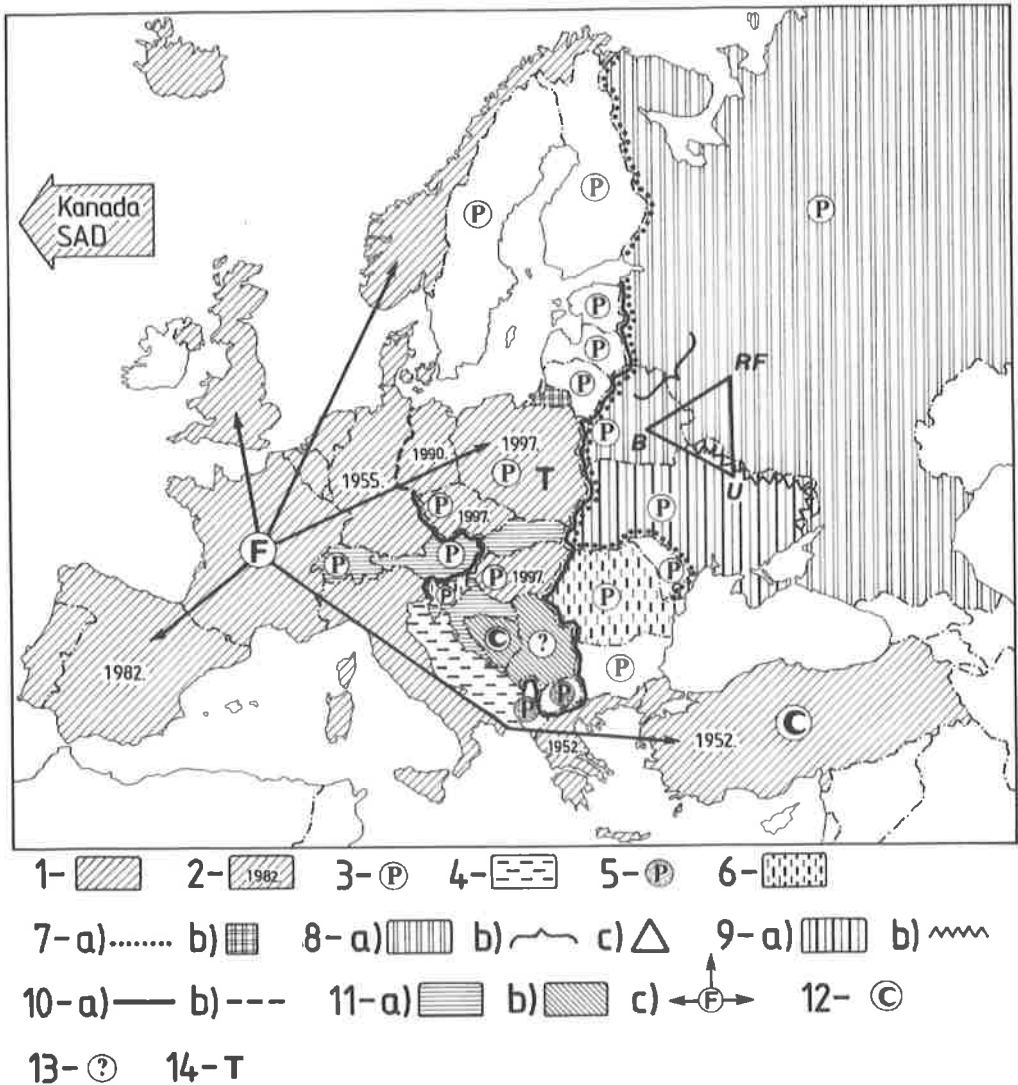 Kanada
SAD
P
P
P
P
P
P
RF
B
P
U
1990.
1997.
1955.
P
T
P
1997.
P
F
P
P
P
1997.
P
P
P
C
?
P
1982.
P
P
1952.
1952.
C
1- 2- 1982. 3- P 4- 5- P 6-
7- a) b) 8- a) b) c) 9- a) b)
10- a) b) 11- a) b) c) F 12- C
13- ? 14- T